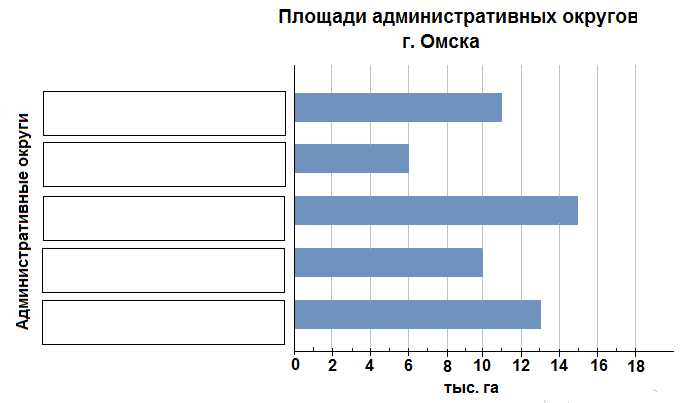 Площади административных округов
г. Омска
Административные округи
0 2 4 6 8 10 12 14 16 18
тыс. га